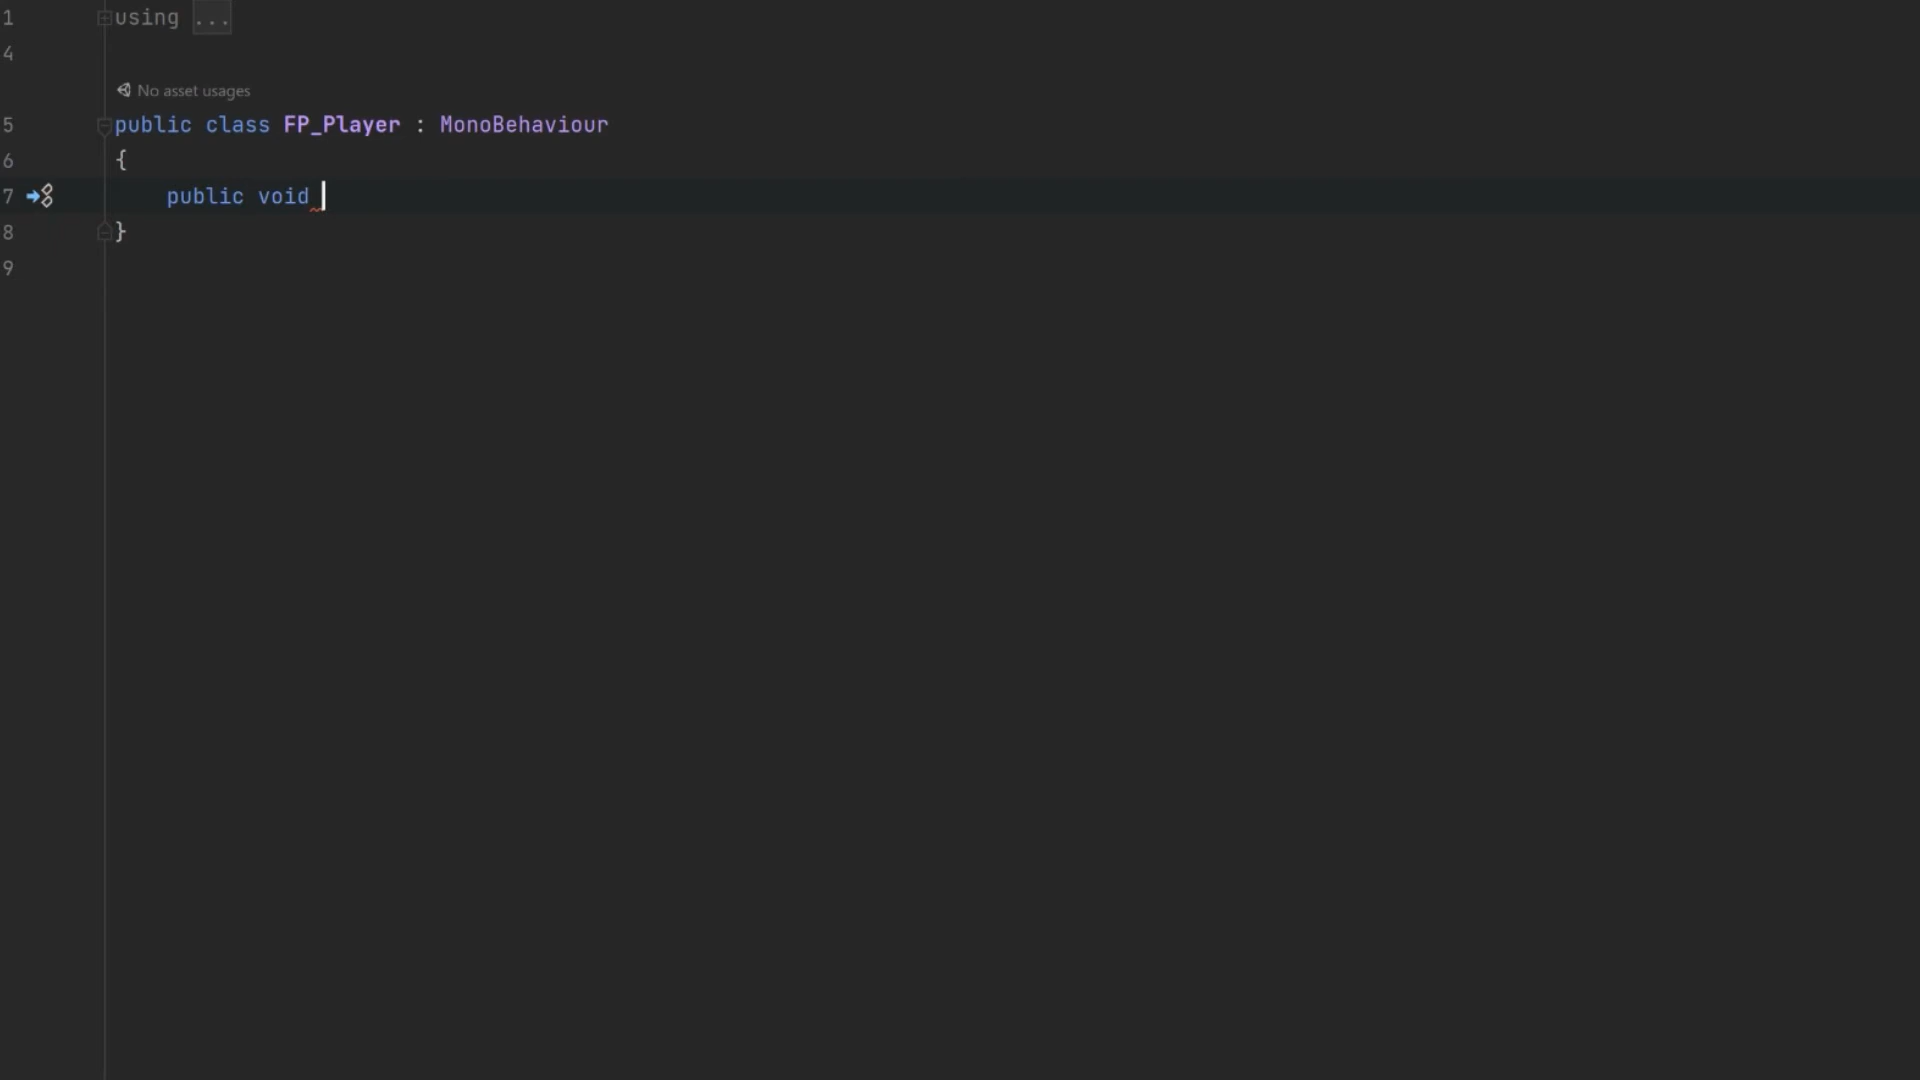 1 using ...
4
No asset usages
5 public class FP_Player : MonoBehaviour
6 {
7 public void
8 }
9